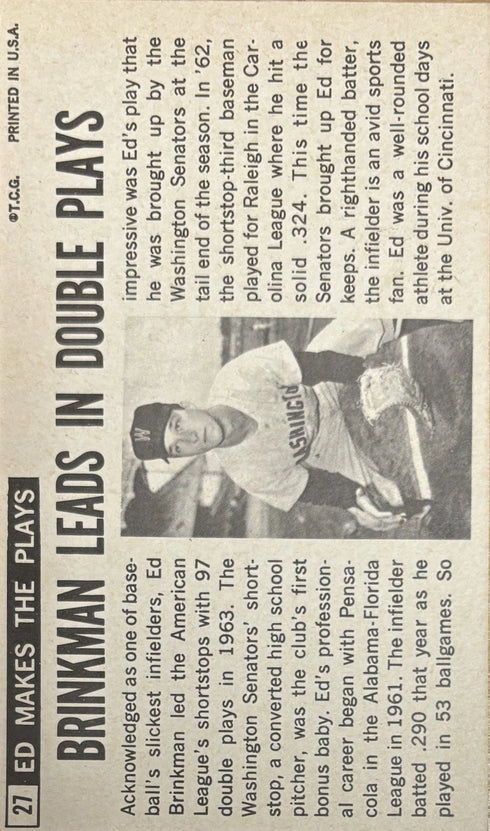 27 ED MAKES THE PLAYS
©T.C.G. PRINTED IN U.S.A.
BRINKMAN LEADS IN DOUBLE PLAYS
Acknowledged as one of base-
ball's slickest infielders, Ed
Brinkman led the American
League's shortstops with 97
double plays in 1963. The
Washington Senators' short-
stop, a converted high school
pitcher, was the club's first
bonus baby. Ed's profession-
al career began with Pensa-
cola in the Alabama-Florida
League in 1961. The infielder
batted .290 that year as he
played in 53 ballgames. So
W
ASHINGTO
impressive was Ed's play that
he was brought up by the
Washington Senators at the
tail end of the season. In '62,
the shortstop-third baseman
played for Raleigh in the Car-
olina League where he hit a
solid .324. This time the
Senators brought up Ed for
keeps. A righthanded batter,
the infielder is an avid sports
fan. Ed was a well-rounded
athlete during his school days
at the Univ. of Cincinnati.